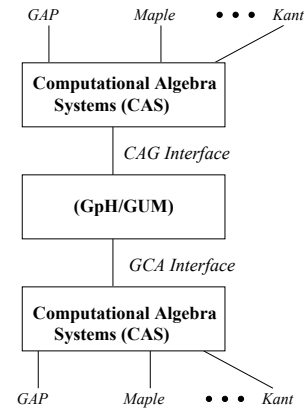 GAP Maple • • • Kant
Computational Algebra
Systems (CAS)
CAG Interface
(GpH/GUM)
GCA Interface
Computational Algebra
Systems (CAS)
GAP Maple • • • Kant